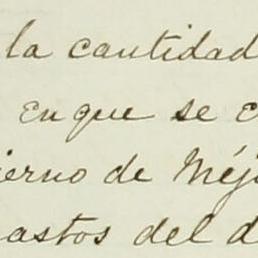 la cantidad
en que se c
ierno de Méj
astos del d